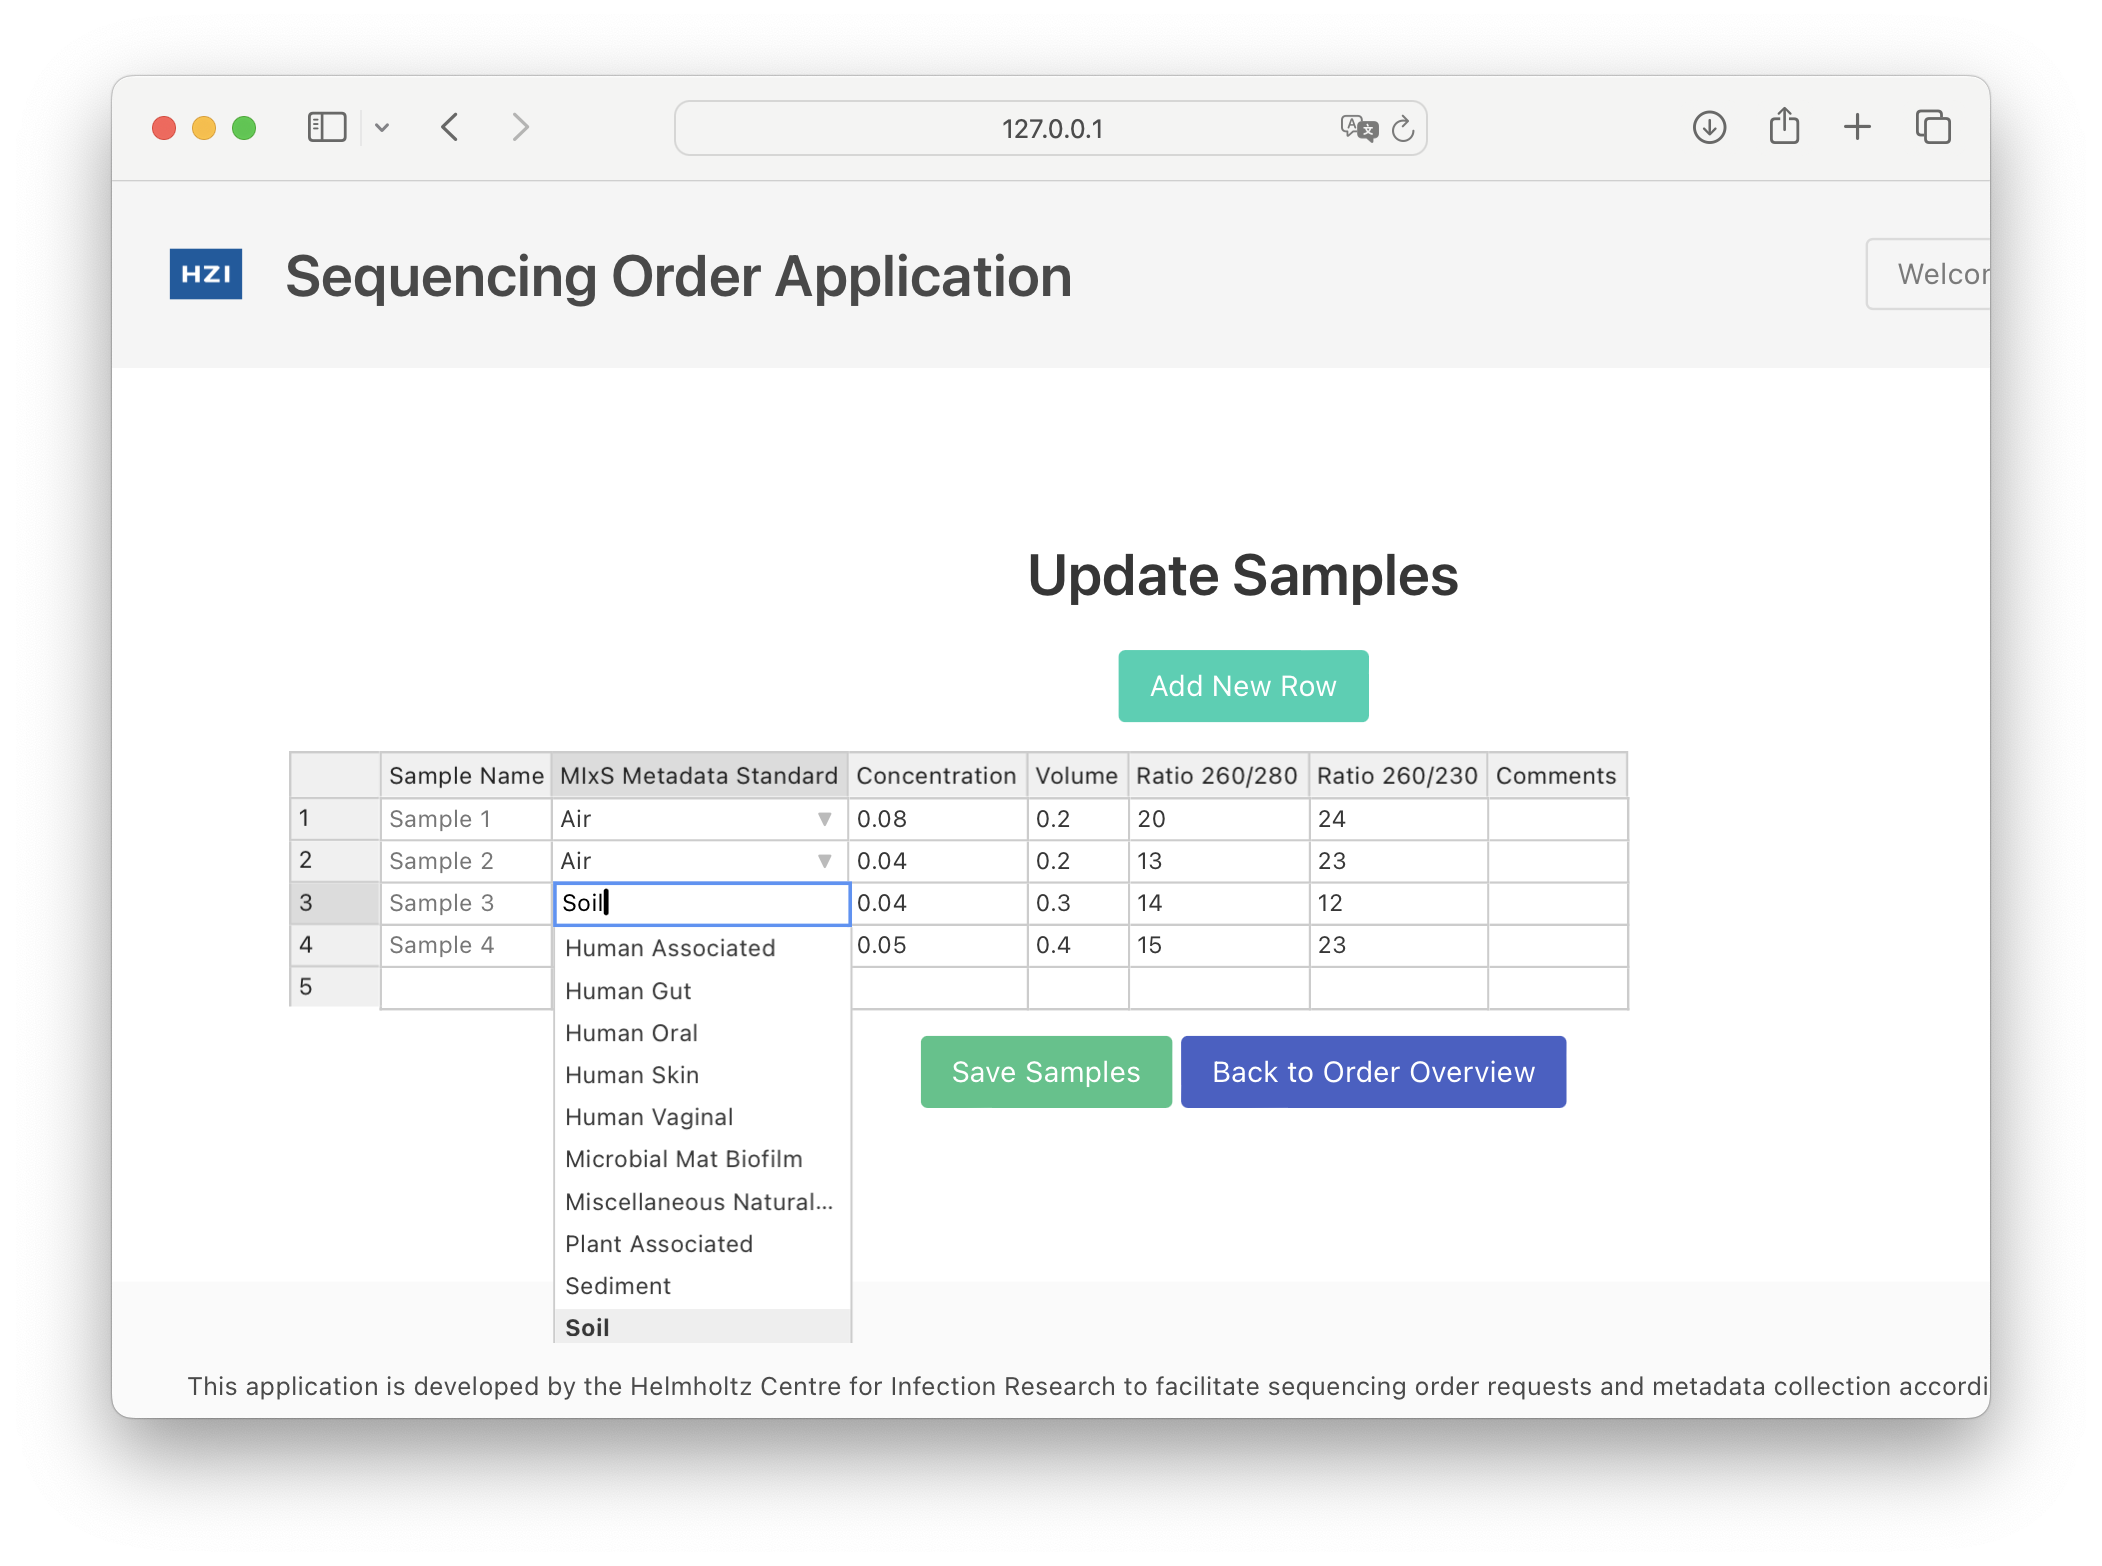 127.0.0.1
HZI Sequencing Order Application Welcor
Update Samples
Add New Row
Sample Name MIxS Metadata Standard Concentration Volume Ratio 260/280 Ratio 260/230 Comments
1 Sample 1 Air 0.08 0.2 20 24
2 Sample 2 Air 0.04 0.2 13 23
3 Sample 3 Soil 0.04 0.3 14 12
4 Sample 4 0.05 0.4 15 23
5
Human Associated
Human Gut
Human Oral
Human Skin
Human Vaginal
Microbial Mat Biofilm
Miscellaneous Natural...
Plant Associated
Sediment
Soil
Save Samples Back to Order Overview
This application is developed by the Helmholtz Centre for Infection Research to facilitate sequencing order requests and metadata collection accordi